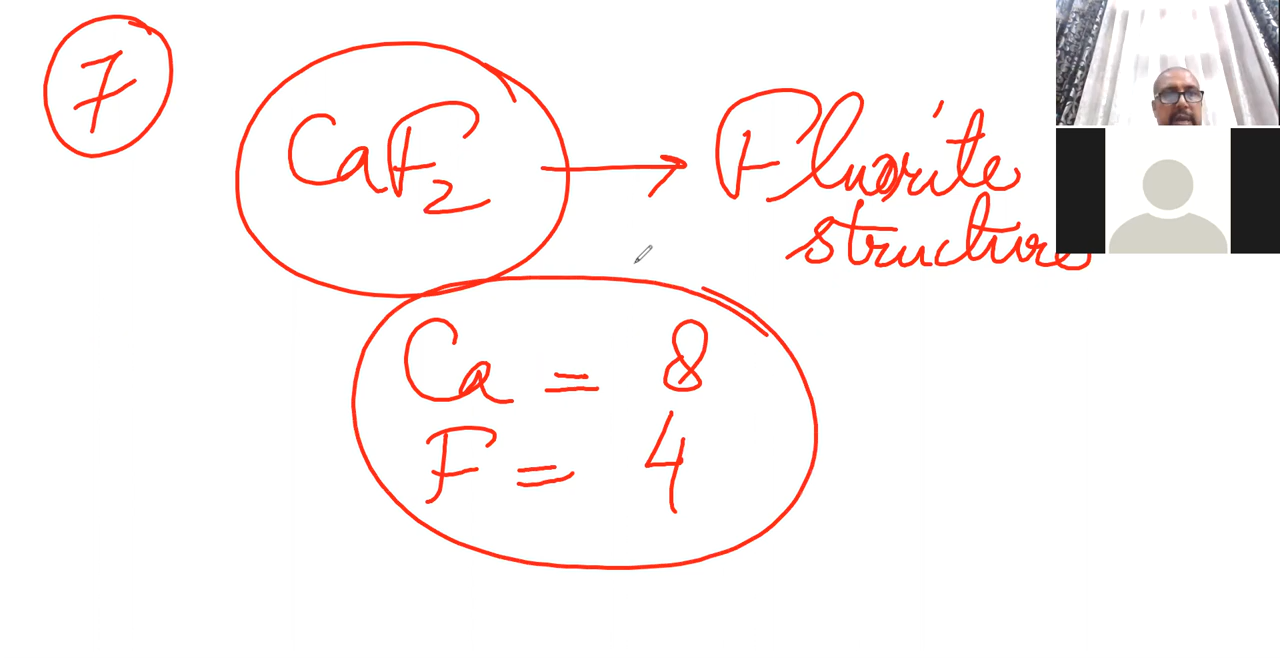 7
CaF₂ → Fluorite
structure
Ca = 8
F = 4